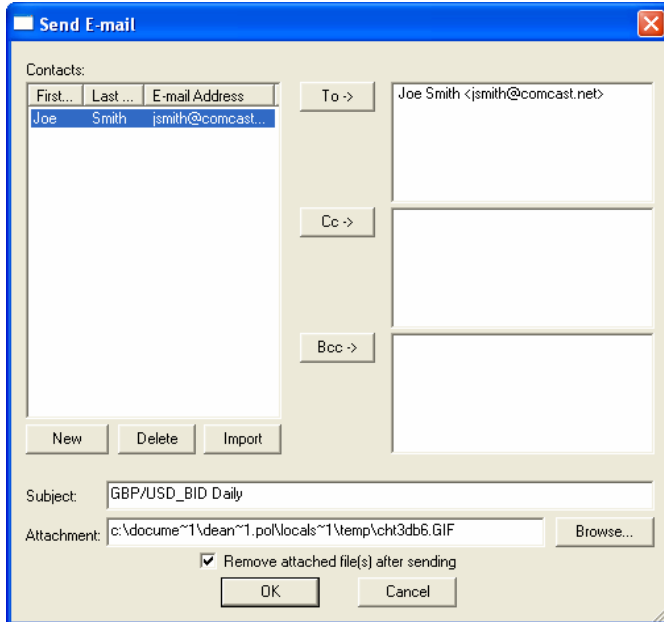 Send E-mail
Contacts:
First... Last ... E-mail Address
Joe Smith jsmith@comcast...
To ->
Joe Smith <jsmith@comcast.net>
Cc ->
Bcc ->
New Delete Import
Subject: GBP/USD_BID Daily
Attachment: c:\docume~1\dean~1.pol\locals~1\temp\cht3db6.GIF Browse...
Remove attached file(s) after sending
OK Cancel